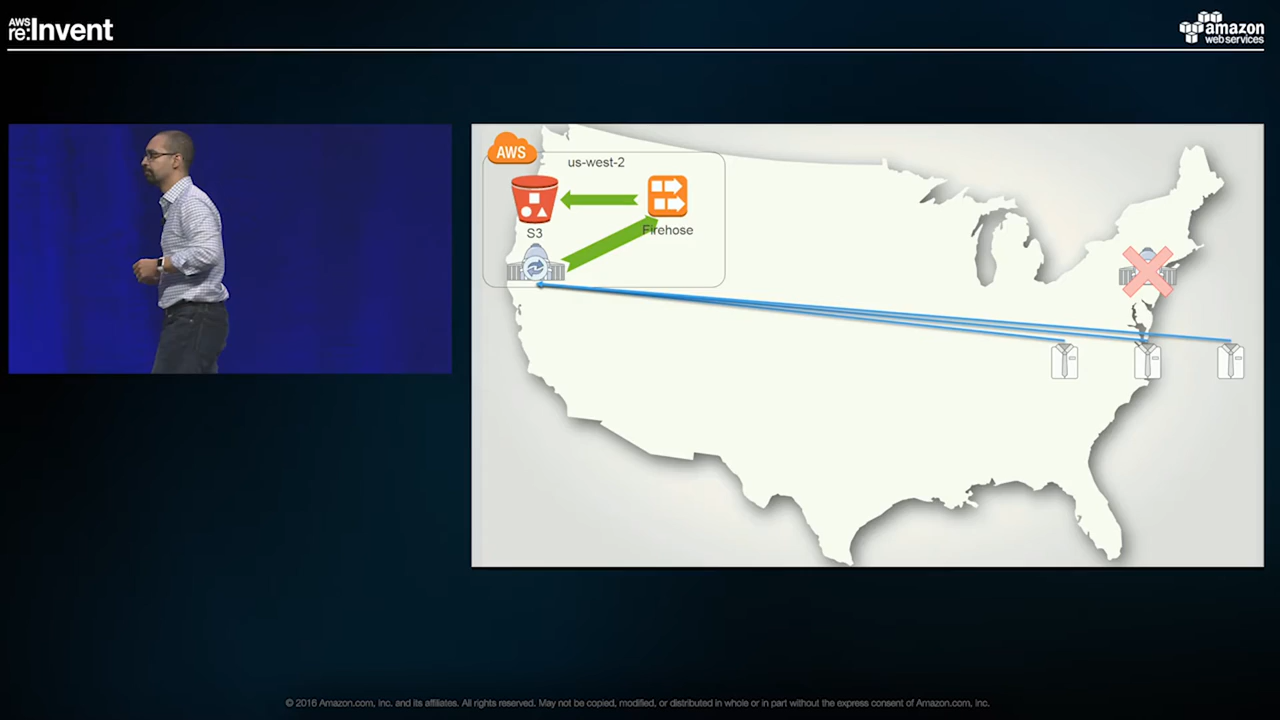 AWS
re:Invent
amazon
web services
AWS
us-west-2
S3
Firehose
© 2016 Amazon.com, Inc. and its affiliates. All rights reserved. May not be copied, modified, or distributed in whole or in part without the express consent of Amazon.com, Inc.